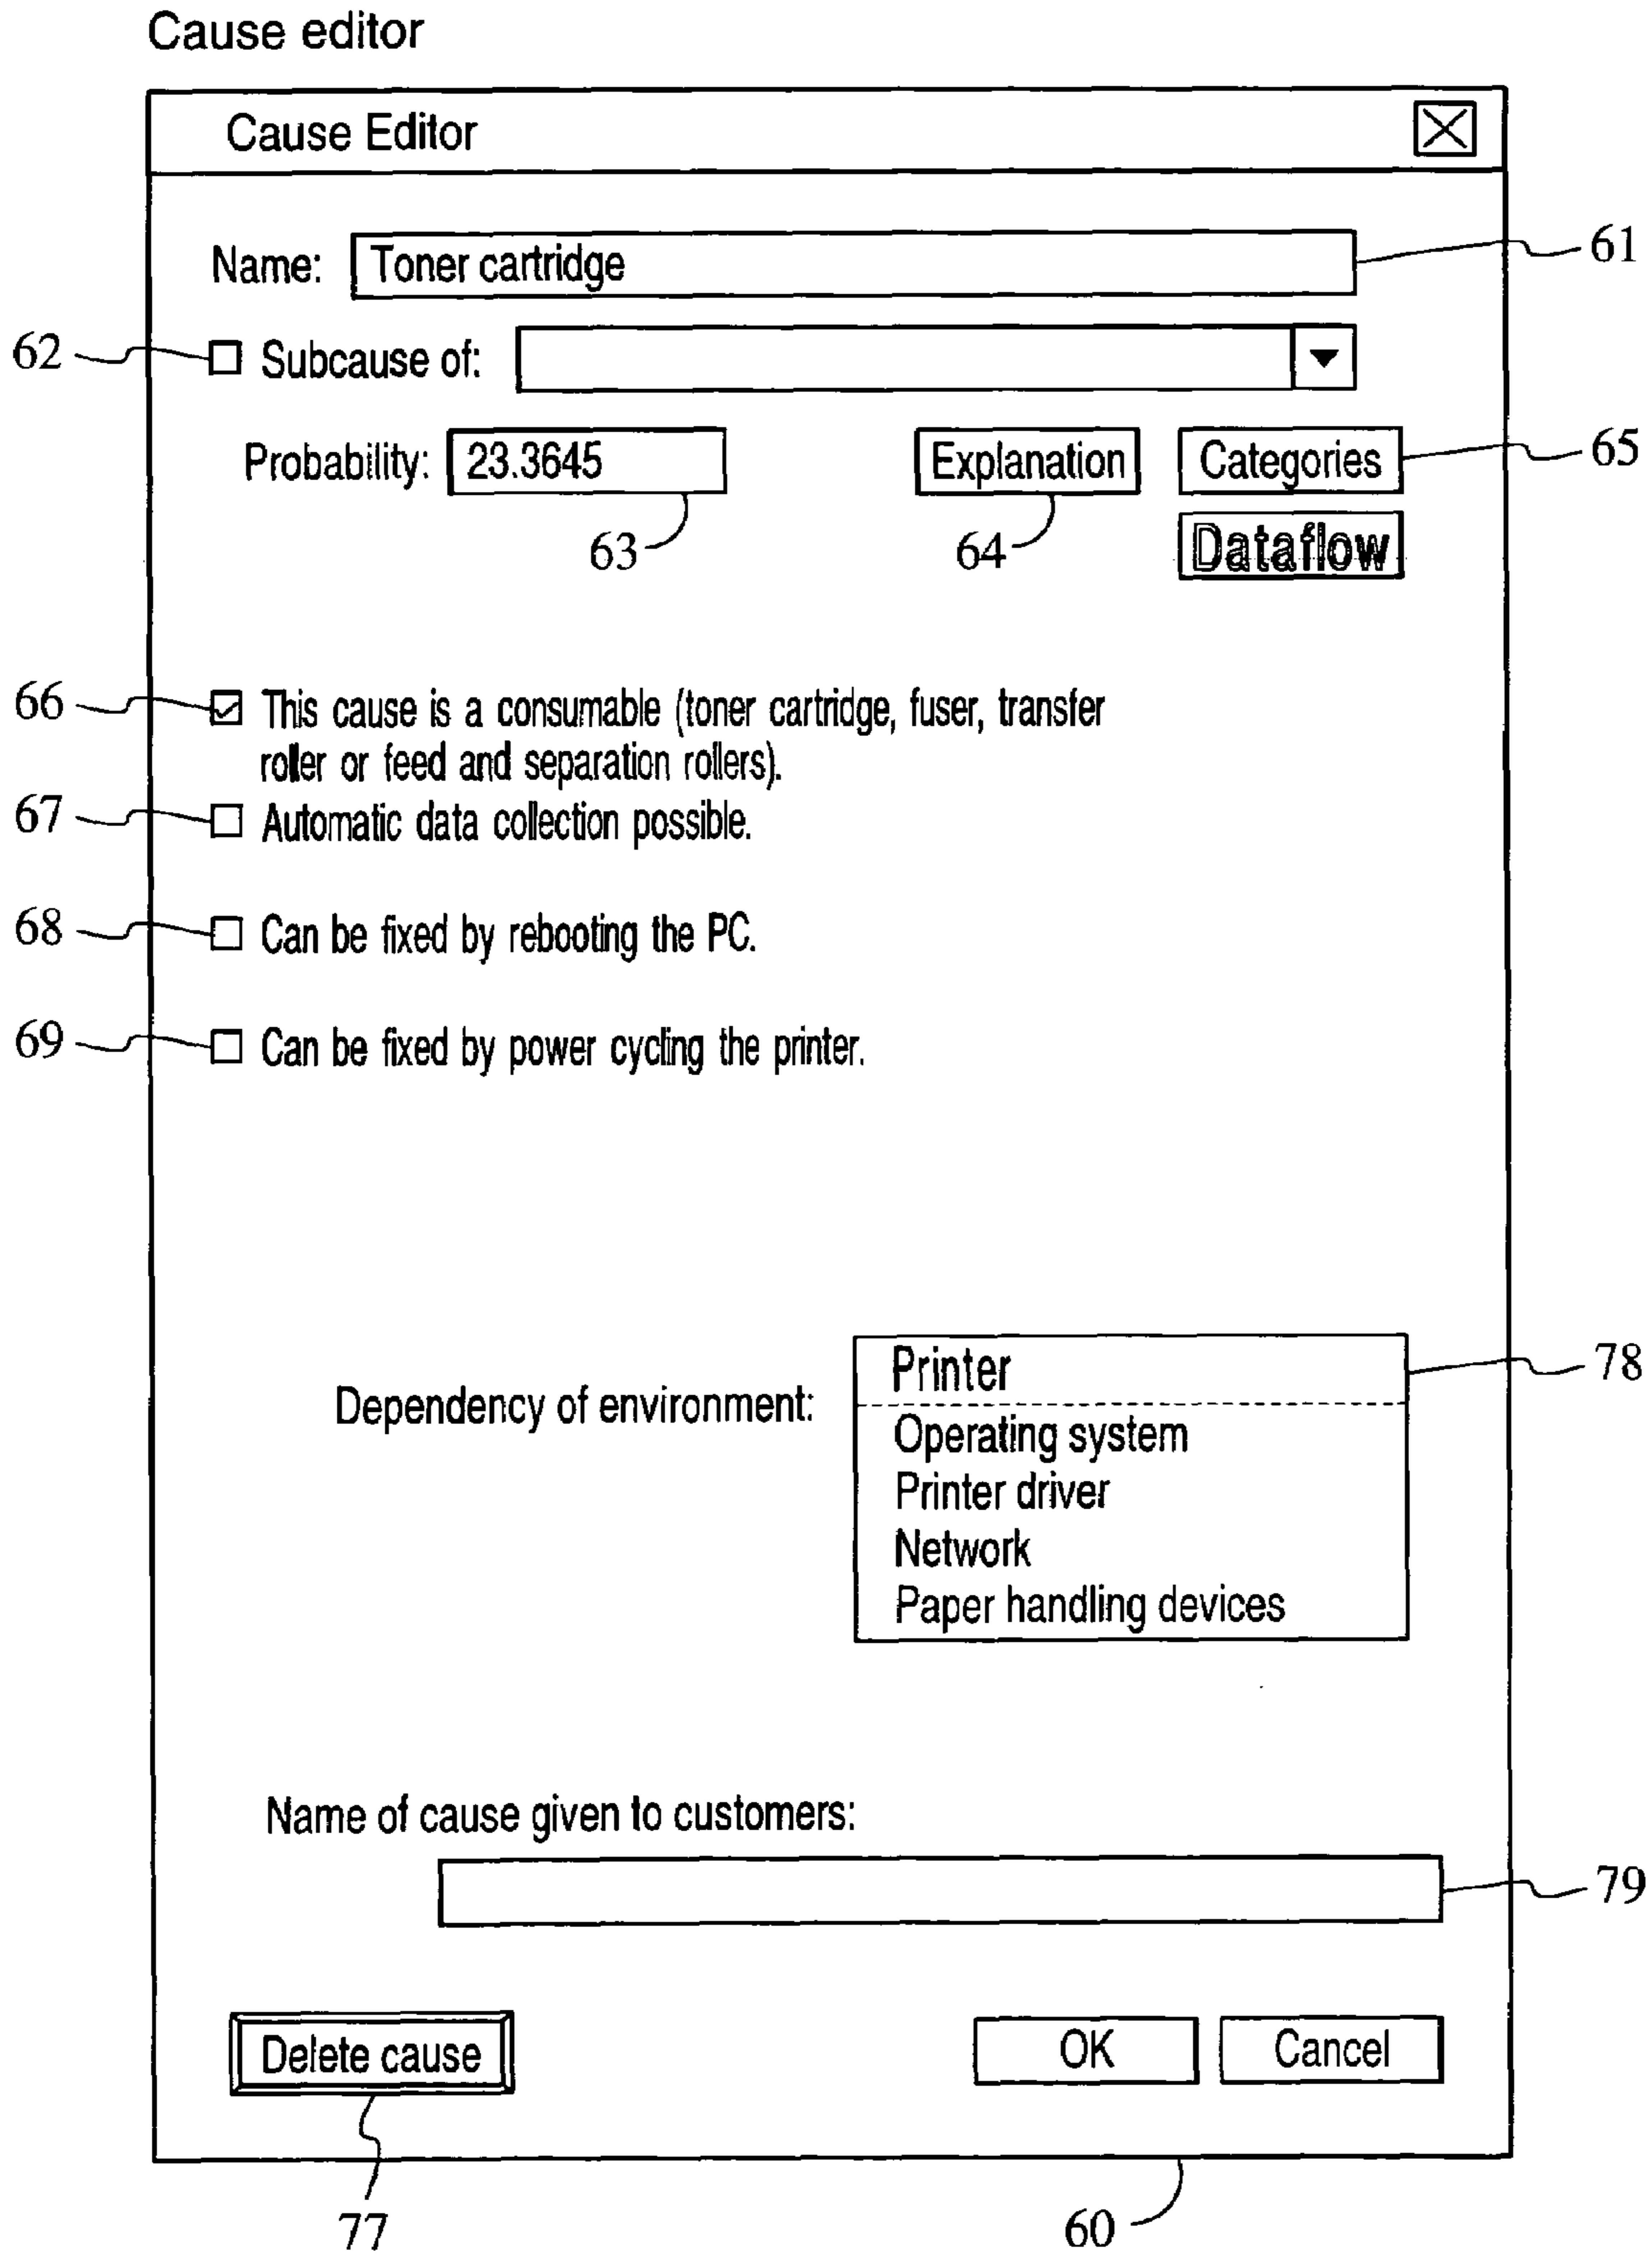 Cause editor
Cause Editor
Name: Toner cartridge 61
62 Subcause of:
Probability: 23.3645 Explanation Categories 65
63 64 Dataflow
66 This cause is a consumable (toner cartridge, fuser, transfer
roller or feed and separation rollers).
67 Automatic data collection possible.
68 Can be fixed by rebooting the PC.
69 Can be fixed by power cycling the printer.
Printer 78
Dependency of environment:
Operating system
Printer driver
Network
Paper handling devices
Name of cause given to customers:
79
Delete cause OK Cancel
77 60